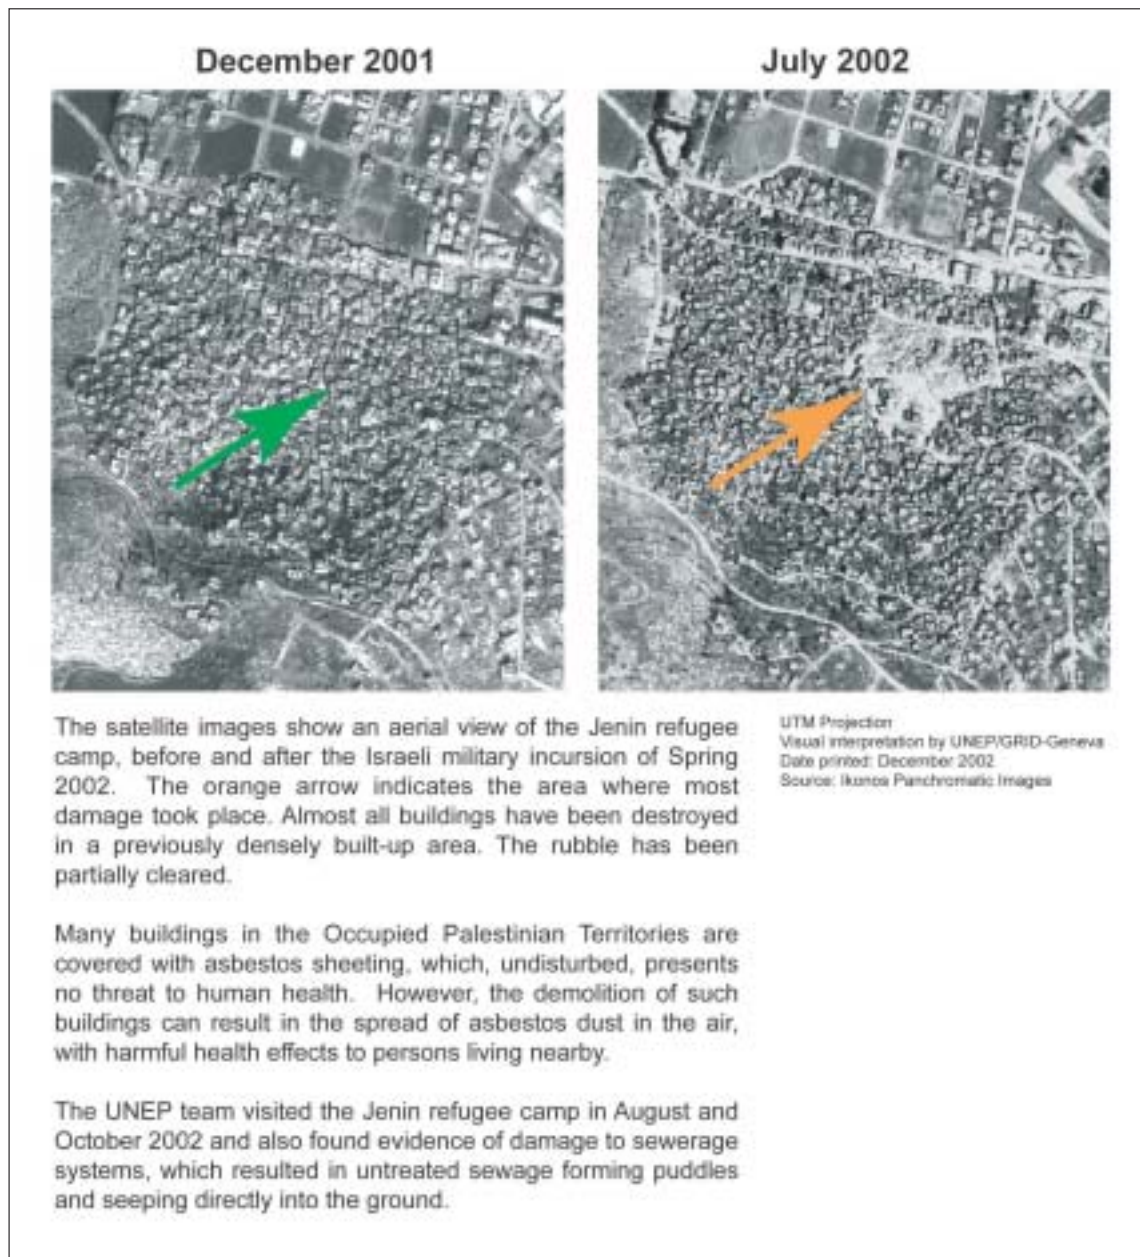 December 2001
July 2002
The satellite images show an aerial view of the Jenin refugee
camp, before and after the Israeli military incursion of Spring
2002. The orange arrow indicates the area where most
damage took place. Almost all buildings have been destroyed
in a previously densely built-up area. The rubble has been
partially cleared.
Many buildings in the Occupied Palestinian Territories are
covered with asbestos sheeting, which, undisturbed, presents
no threat to human health. However, the demolition of such
buildings can result in the spread of asbestos dust in the air,
with harmful health effects to persons living nearby.
The UNEP team visited the Jenin refugee camp in August and
October 2002 and also found evidence of damage to sewerage
systems, which resulted in untreated sewage forming puddles
and seeping directly into the ground.
UTM Projection
Visual interpretation by UNEP/GRID-Geneva
Date printed: December 2002
Source: Ikonos Panchromatic Images